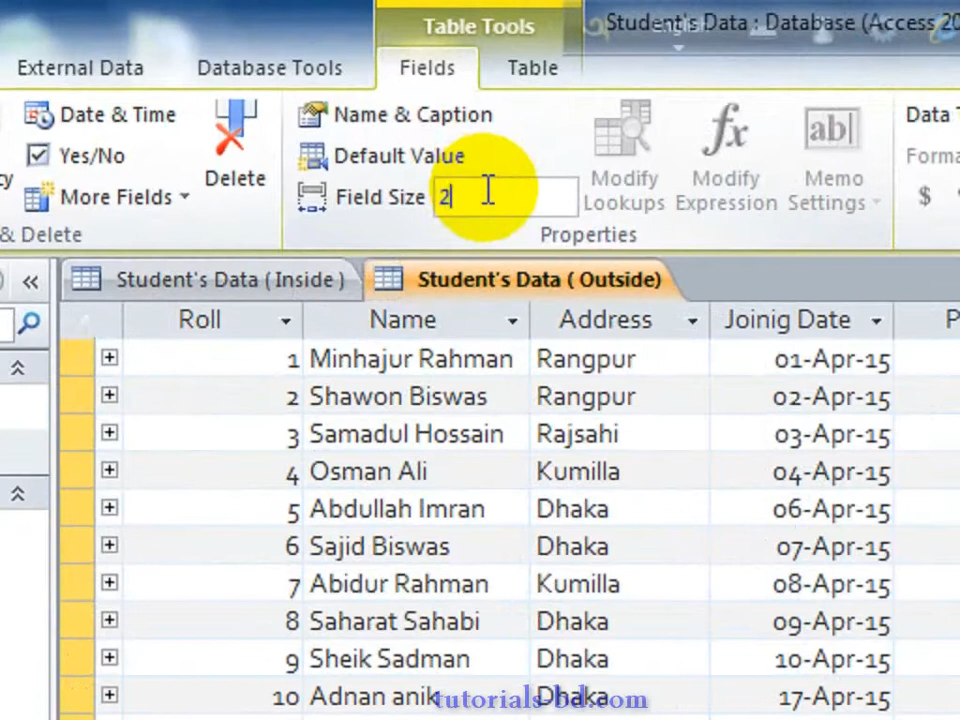 Table Tools
Student's Data : Database (Access 20
External Data Database Tools Fields Table
Date & Time
Yes/No
More Fields
Delete
& Delete
Name & Caption
Default Value
Field Size 2
Modify Lookups
Modify Expression
Memo Settings
Properties
Data
Forma
$
Student's Data ( Inside ) Student's Data ( Outside)
Roll Name Address Joinig Date P
1 Minhajur Rahman Rangpur 01-Apr-15
2 Shawon Biswas Rangpur 02-Apr-15
3 Samadul Hossain Rajsahi 03-Apr-15
4 Osman Ali Kumilla 04-Apr-15
5 Abdullah Imran Dhaka 06-Apr-15
6 Sajid Biswas Dhaka 07-Apr-15
7 Abidur Rahman Kumilla 08-Apr-15
8 Saharat Sahabi Dhaka 09-Apr-15
9 Sheik Sadman Dhaka 10-Apr-15
10 Adnan anik Dhaka 17-Apr-15
tutorials-bd.com